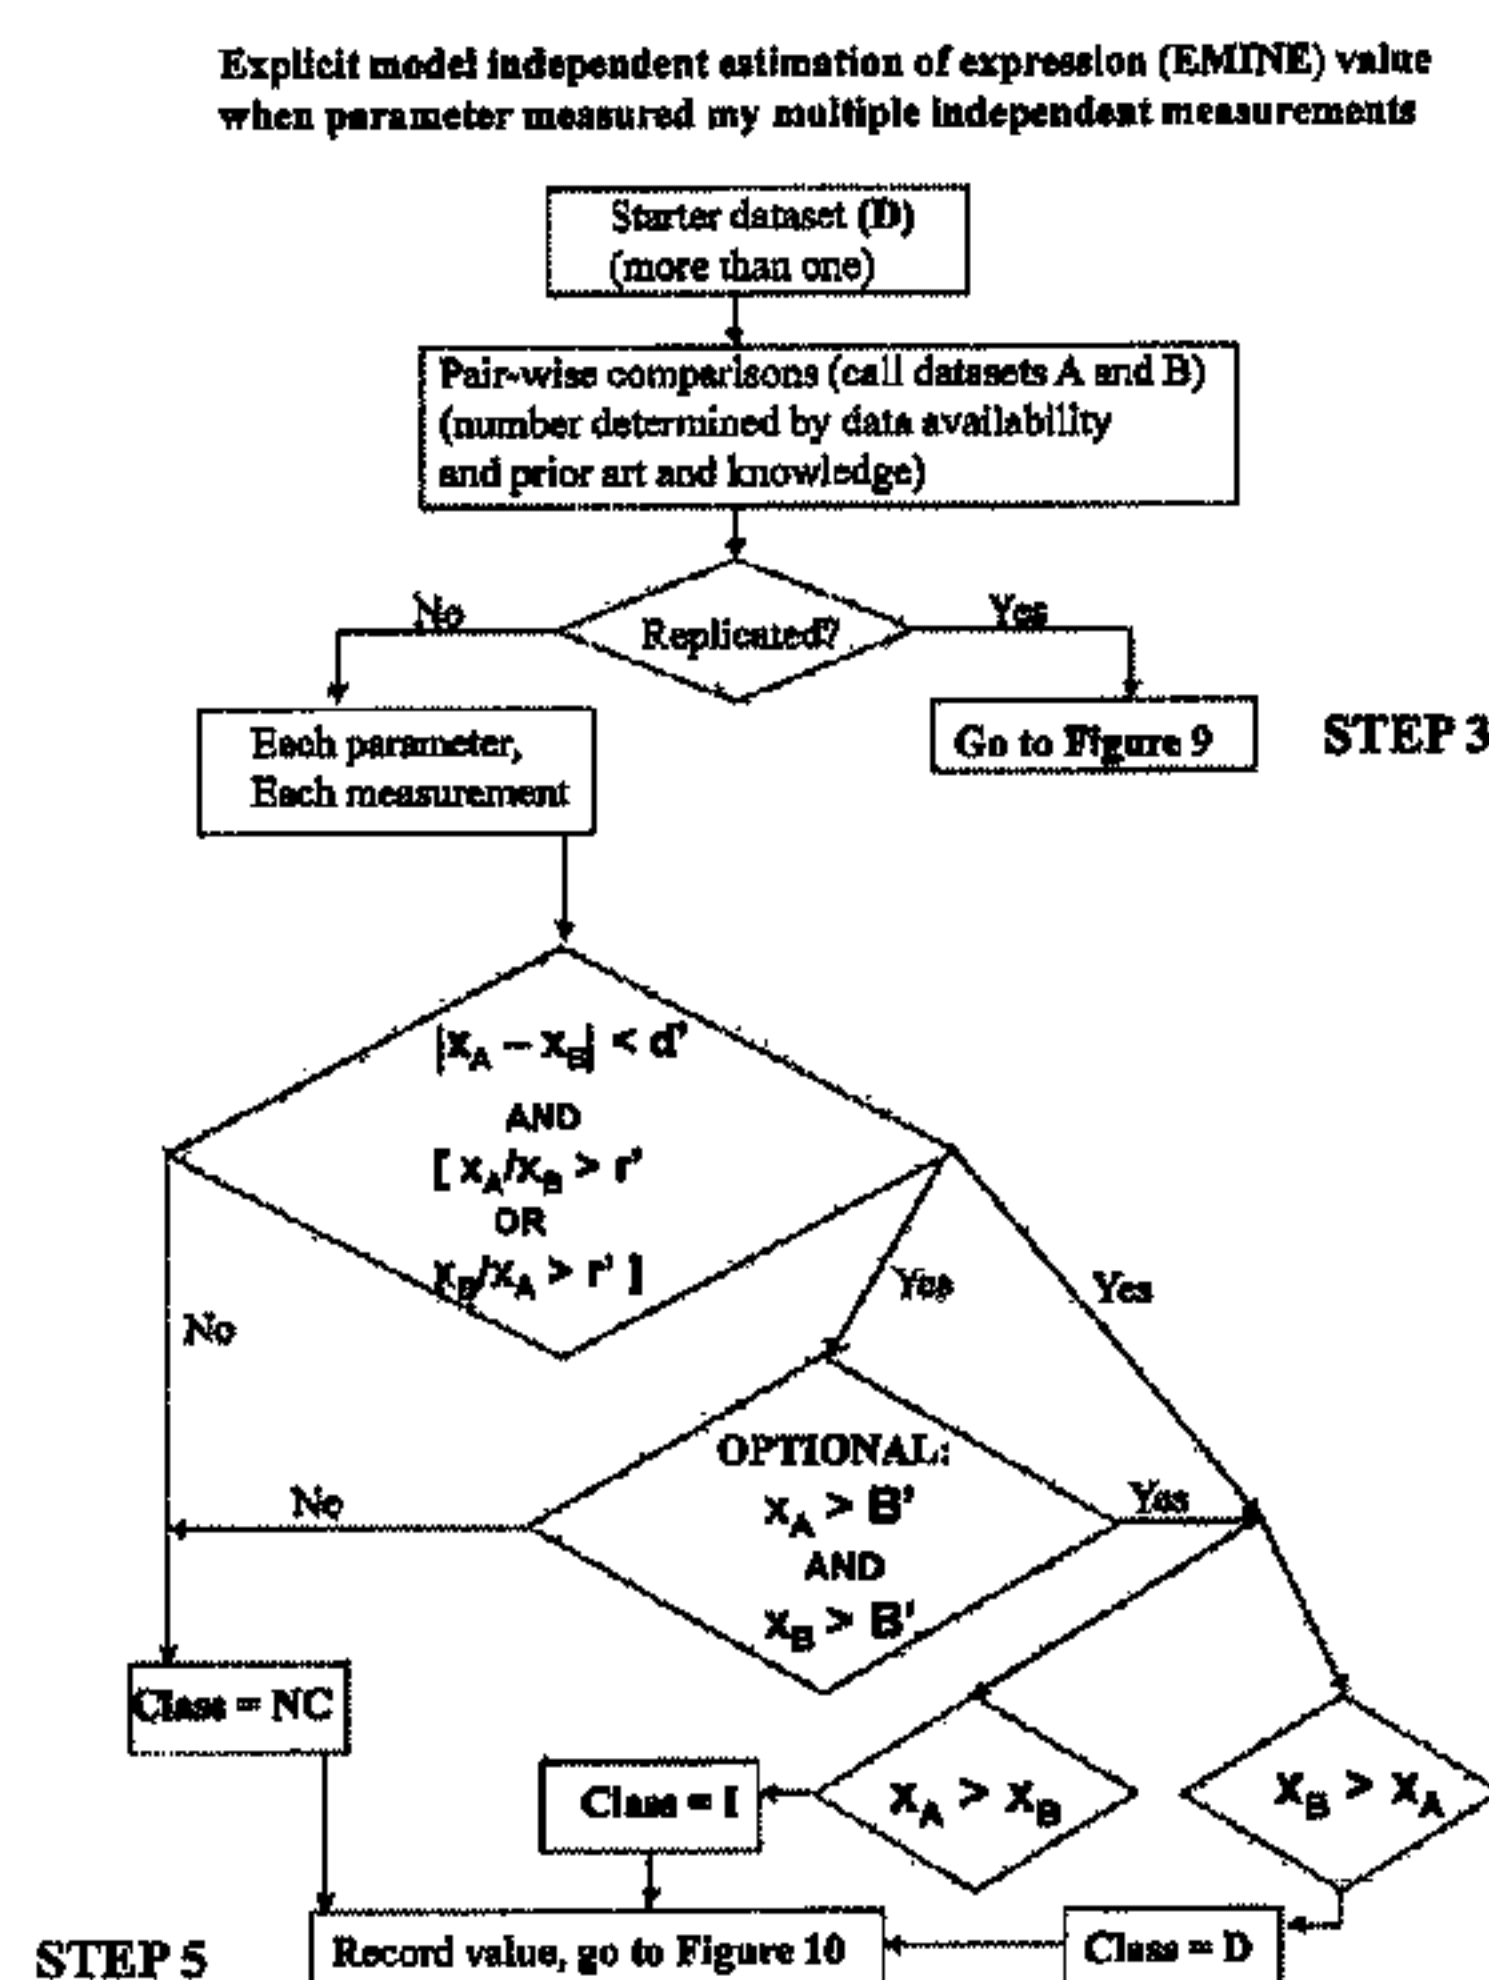 Explicit model independent estimation of expression (EMINE) value
when parameter measured my multiple independent measurements
Starter dataset (D)
(more than one)
Pair-wise comparisons (call datasets A and B)
(number determined by data availability
and prior art and knowledge)
No
Replicated?
Yes
Each parameter,
Each measurement
Go to Figure 9
STEP 3
|xA – xB| < d'
AND
[ xA/xB > r'
OR
xB/xA > r' ]
No
Yes
Yes
OPTIONAL:
xA > B'
AND
xB > B'
No
Yes
Class = NC
Class = I
xA > xB
xB > xA
STEP 5
Record value, go to Figure 10
Class = D